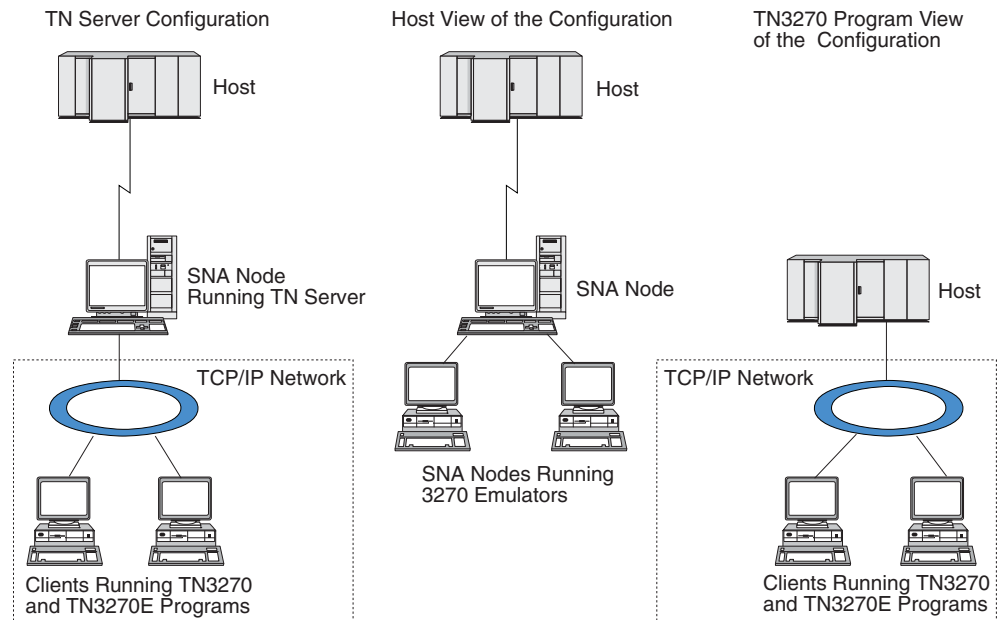 TN Server Configuration
Host
SNA Node
Running TN Server
TCP/IP Network
Clients Running TN3270
and TN3270E Programs
Host View of the Configuration
Host
SNA Node
SNA Nodes Running
3270 Emulators
TN3270 Program View
of the Configuration
Host
TCP/IP Network
Clients Running TN3270
and TN3270E Programs